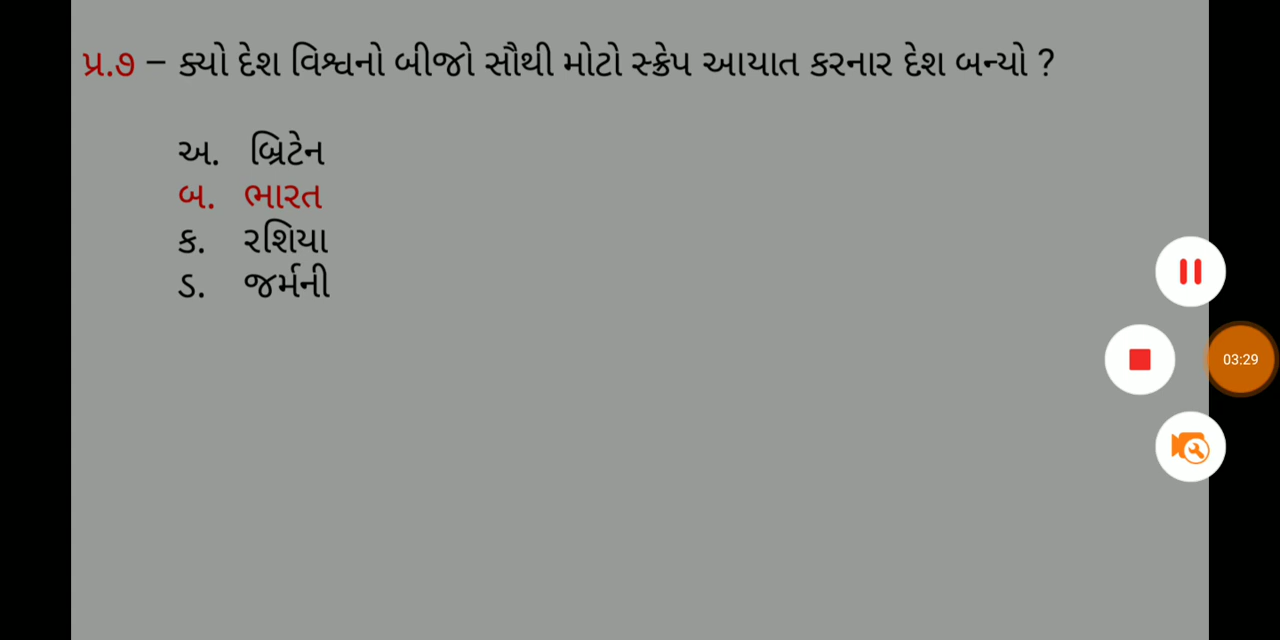 પ્ર.૭ – ક્યો દેશ વિશ્વનો બીજો સૌથી મોટો સ્ક્રેપ આયાત કરનાર દેશ બન્યો ?
અ. બ્રિટેન
બ. ભારત
ક. રશિયા
ડ. જર્મની
03:29